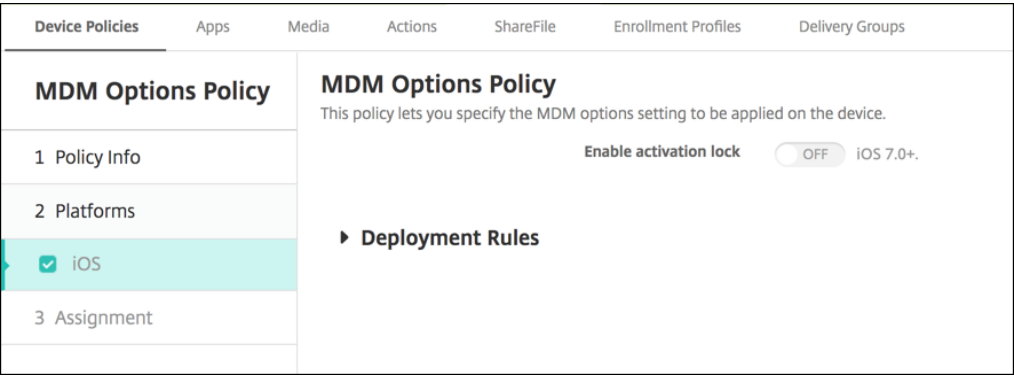 Device Policies Apps Media Actions ShareFile Enrollment Profiles Delivery Groups
MDM Options Policy
1 Policy Info
2 Platforms
iOS
3 Assignment
MDM Options Policy
This policy lets you specify the MDM options setting to be applied on the device.
Enable activation lock OFF iOS 7.0+.
Deployment Rules